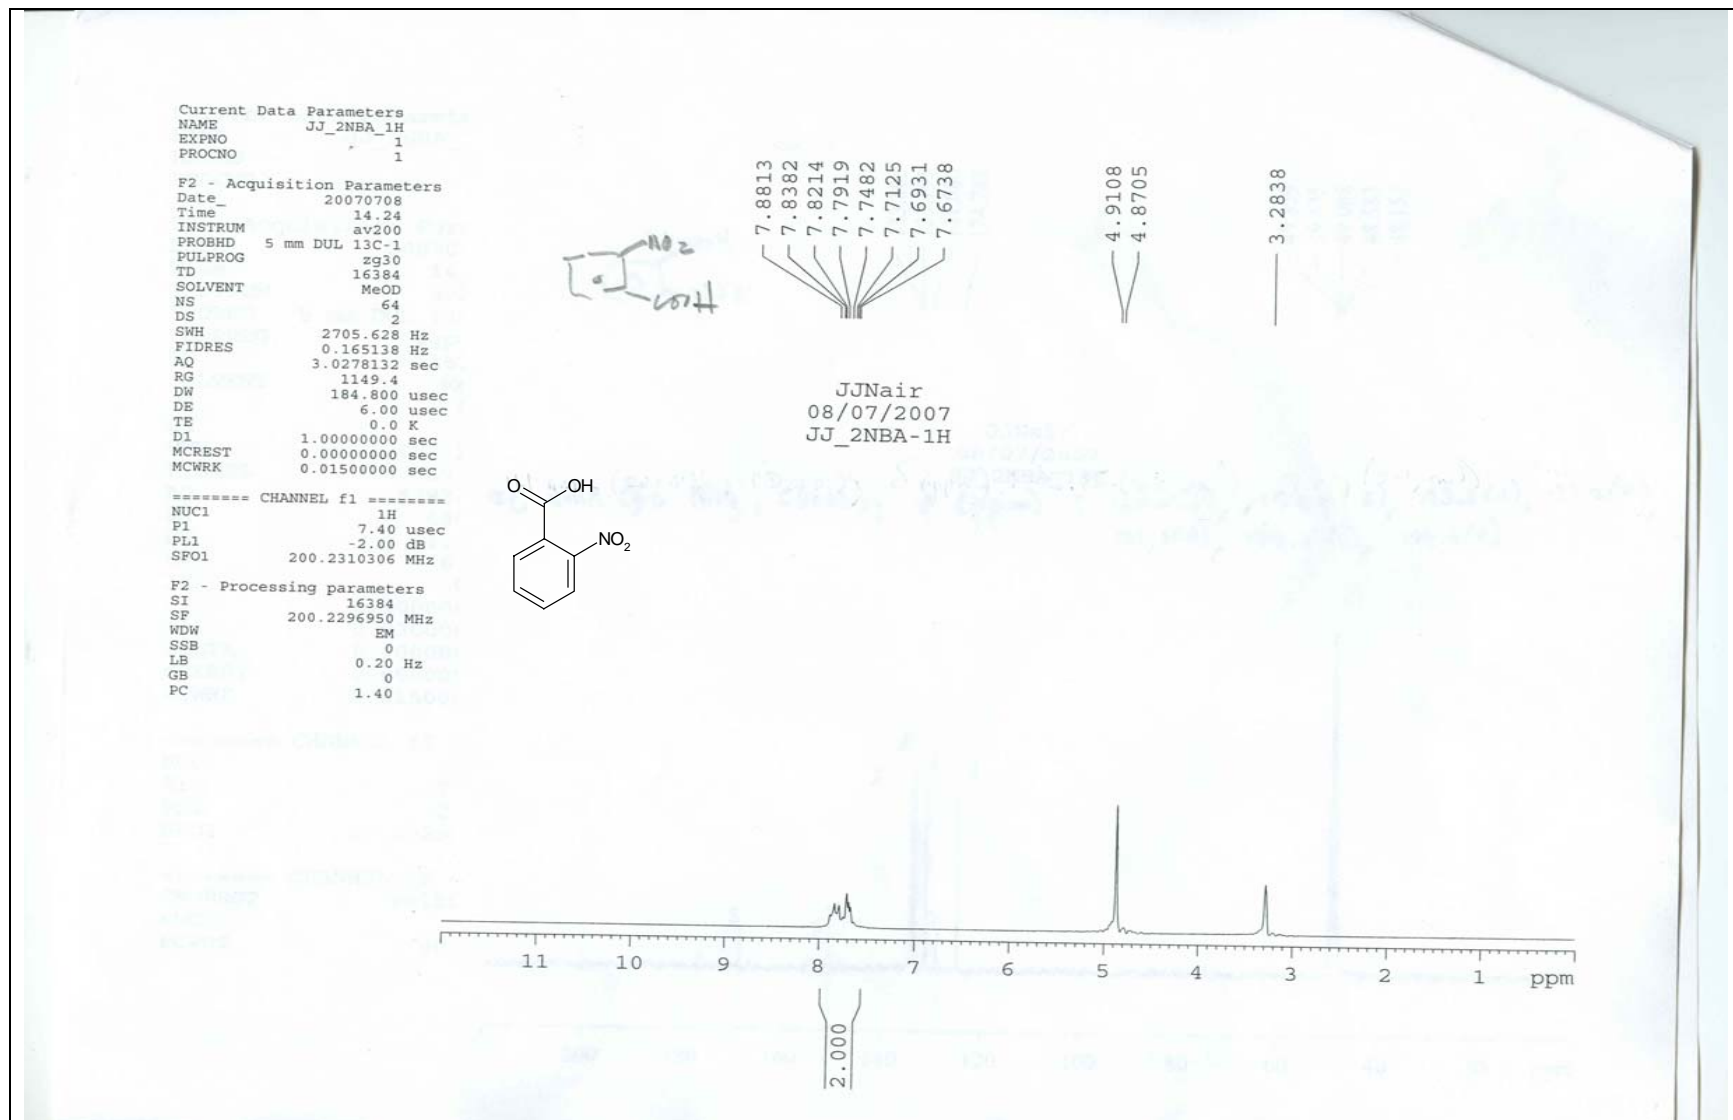 Current Data Parameters
NAME JJ_2NBA_1H
EXPNO 1
PROCNO 1
F2 - Acquisition Parameters
Date_ 20070708
Time 14.24
INSTRUM av200
PROBHD 5 mm DUL 13C-1
PULPROG zg30
TD 16384
SOLVENT MeOD
NS 64
DS 2
SWH 2705.628 Hz
FIDRES 0.165138 Hz
AQ 3.0278132 sec
RG 1149.4
DW 184.800 usec
DE 6.00 usec
TE 0.0 K
D1 1.00000000 sec
MCREST 0.00000000 sec
MCWRK 0.01500000 sec
======== CHANNEL f1 ========
NUC1 1H
P1 7.40 usec
PL1 -2.00 dB
SFO1 200.2310306 MHz
F2 - Processing parameters
SI 16384
SF 200.2296950 MHz
WDW EM
SSB 0
LB 0.20 Hz
GB 0
PC 1.40
NO2
COOH
7.8813
7.8382
7.8214
7.7919
7.7482
7.7125
7.6931
7.6738
4.9108
4.8705
3.2838
JJNair
08/07/2007
JJ_2NBA-1H
O
OH
NO2
11 10 9 8 7 6 5 4 3 2 1 ppm
2.000